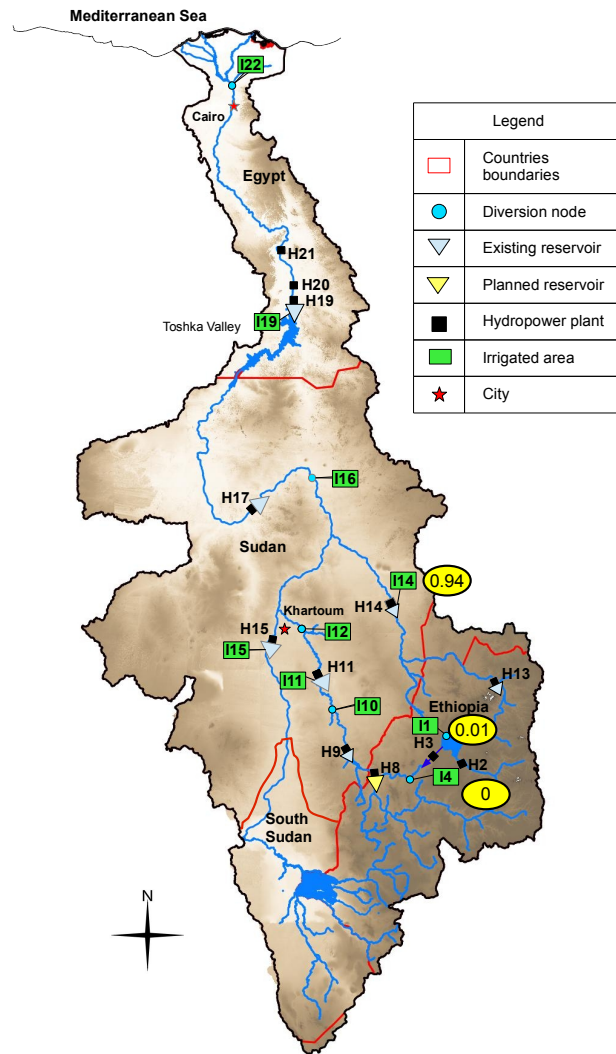 Mediterranean Sea
I22
Cairo
Egypt
H21
H20
H19
I19
Toshka Valley
Legend
Countries
boundaries
Diversion node
Existing reservoir
Planned reservoir
Hydropower plant
Irrigated area
City
I16
H17
Sudan
I14
0.94
H14
Khartoum
H15
I12
I15
H11
I11
H13
I10
Ethiopia
I1
0.01
H3
H9
H8
H2
I4
0
South
Sudan
N